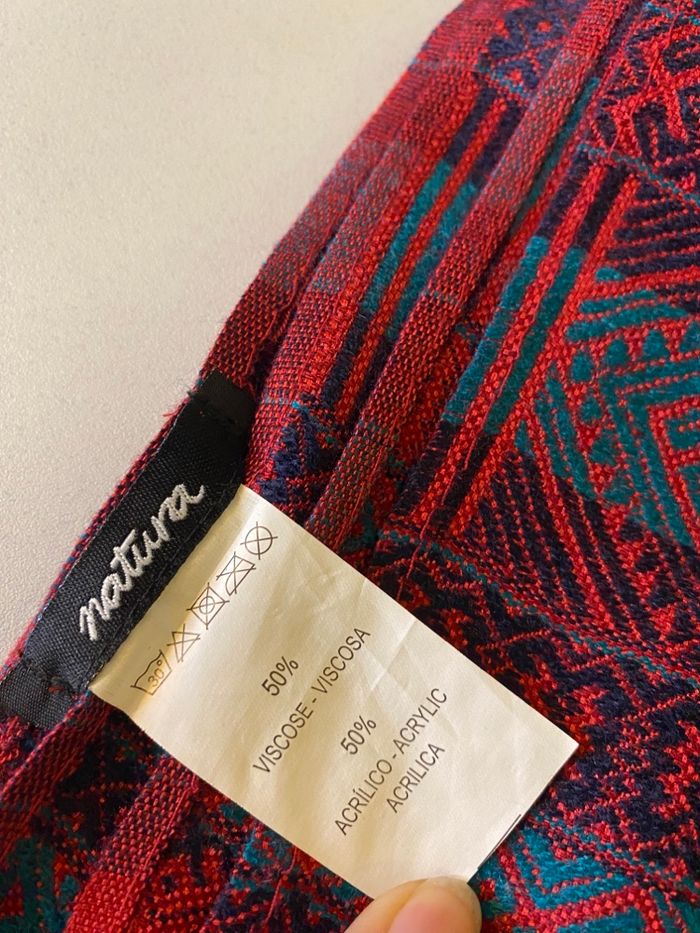 natura
30°
50%
VISCOSE - VISCOSA
50%
ACRÍLICO - ACRYLIC
ACRILICA